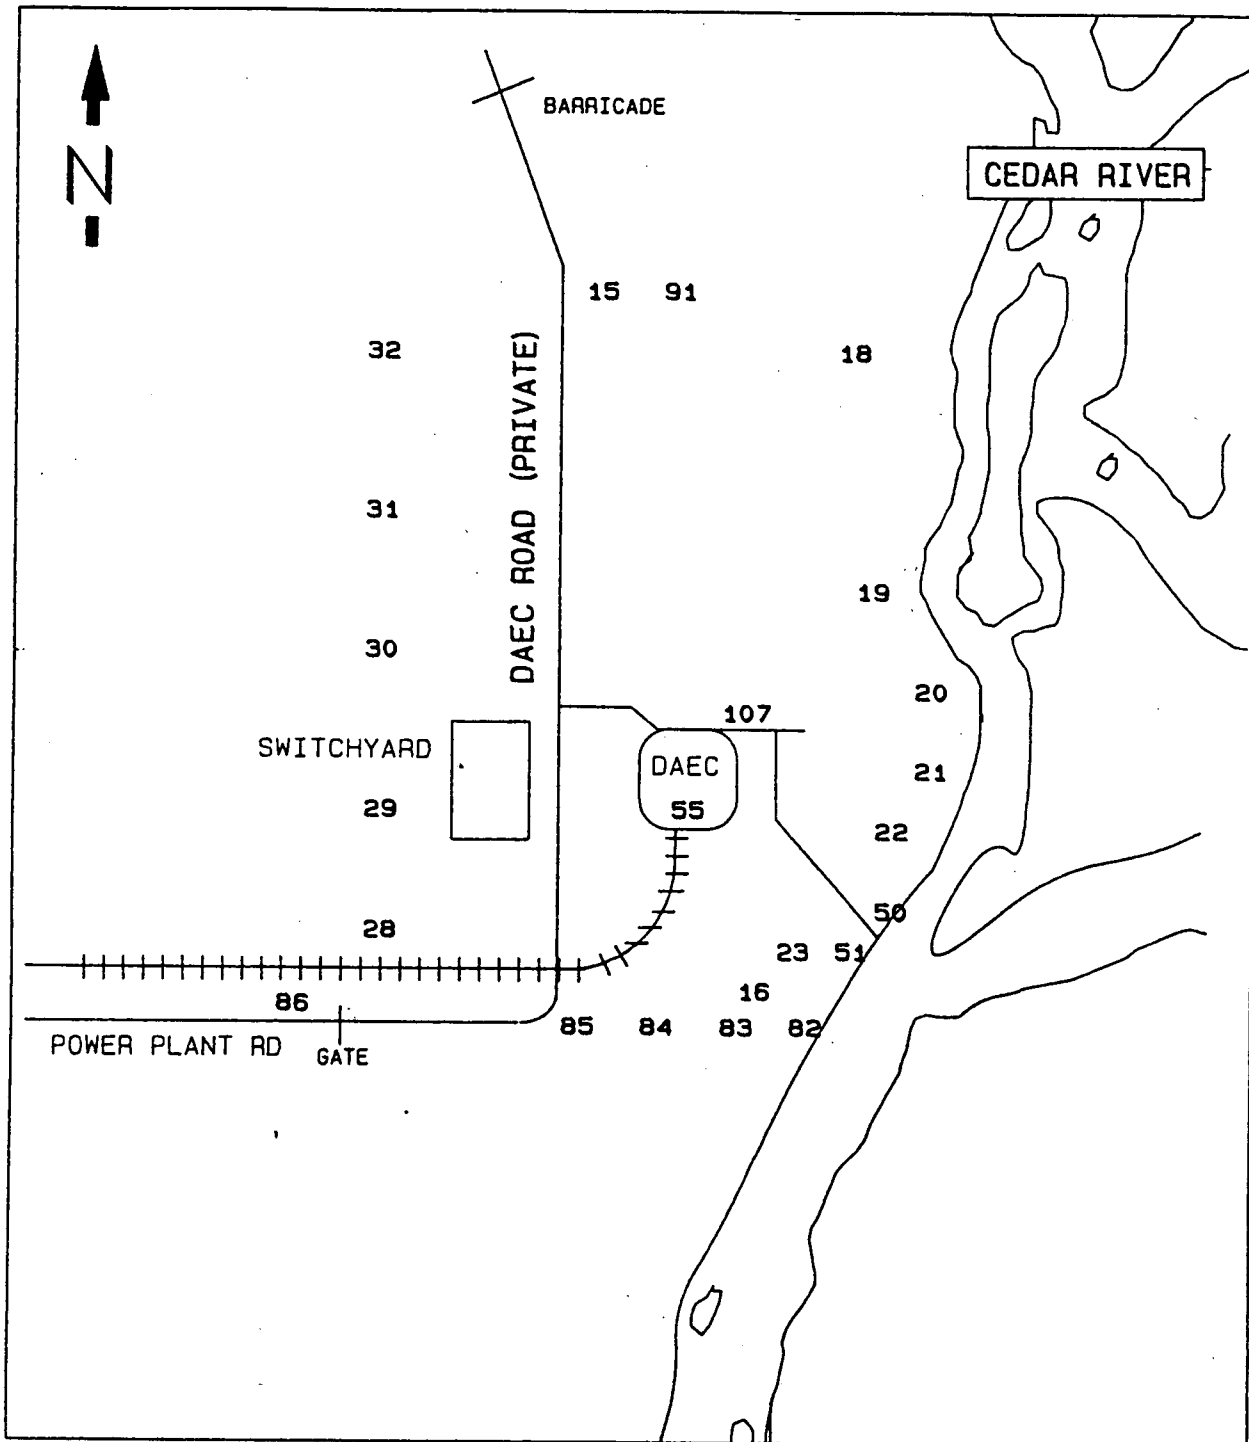 BARRICADE
N
CEDAR RIVER
15 91
32
18
DAEC ROAD (PRIVATE)
31
19
30
20
107
SWITCHYARD
DAEC
21
29
55
22
50
28
23 51
16
86
85 84 83 82
POWER PLANT RD
GATE